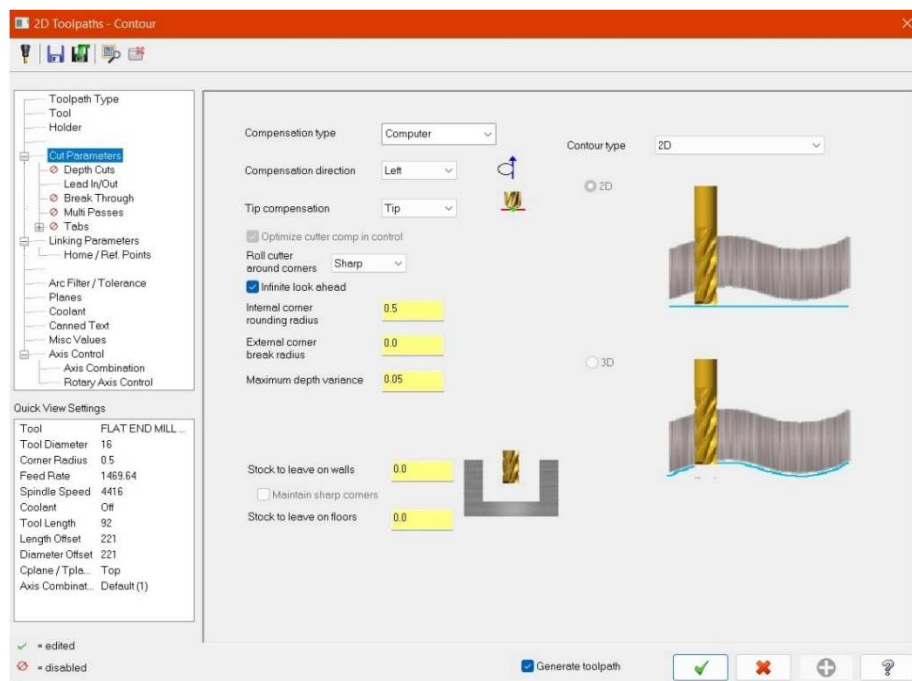 2D Toolpaths - Contour
Toolpath Type
Tool
Holder
Cut Parameters
Depth Cuts
Lead In/Out
Break Through
Multi Passes
Tabs
Linking Parameters
Home / Ref. Points
Arc Filter / Tolerance
Planes
Coolant
Canned Text
Misc Values
Axis Control
Axis Combination
Rotary Axis Control
Quick View Settings
Tool FLAT END MILL ...
Tool Diameter 16
Corner Radius 0.5
Feed Rate 1469.64
Spindle Speed 4416
Coolant Off
Tool Length 92
Length Offset 221
Diameter Offset 221
Cplane / Tpla... Top
Axis Combinat... Default (1)
= edited
= disabled
Compensation type Computer
Compensation direction Left
Tip compensation Tip
Optimize cutter comp in control
Roll cutter
around corners Sharp
Infinite look ahead
Internal corner
rounding radius 0.5
External corner
break radius 0.0
Maximum depth variance 0.05
Stock to leave on walls 0.0
Maintain sharp corners
Stock to leave on floors 0.0
Contour type 2D
2D
3D
Generate toolpath
?